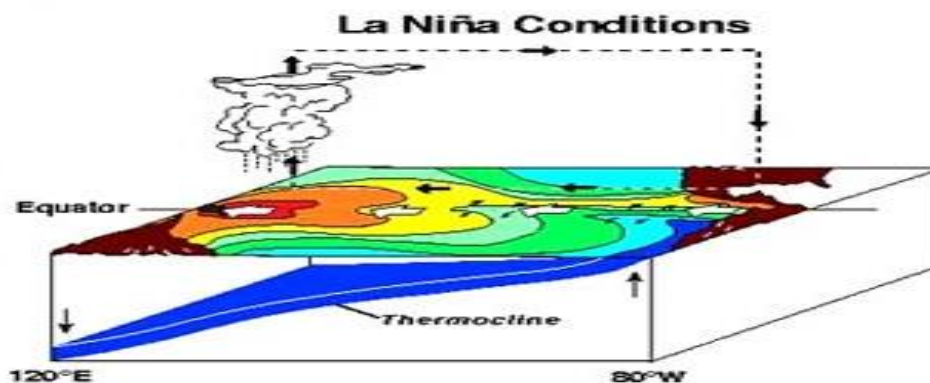 La Niña Conditions
Equator
Thermocline
120°E
80°W